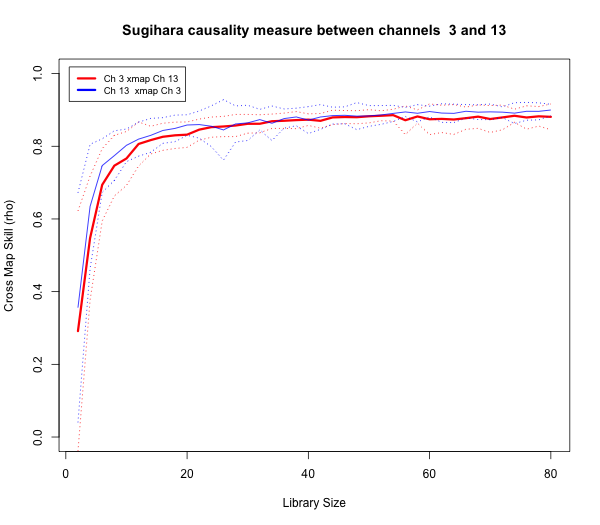 Sugihara causality measure between channels  3 and 13
Ch 3 xmap Ch 13
Ch 13  xmap Ch 3
Cross Map Skill (rho)
1.0
0.8
0.6
0.4
0.2
0.0
0 20 40 60 80
Library Size